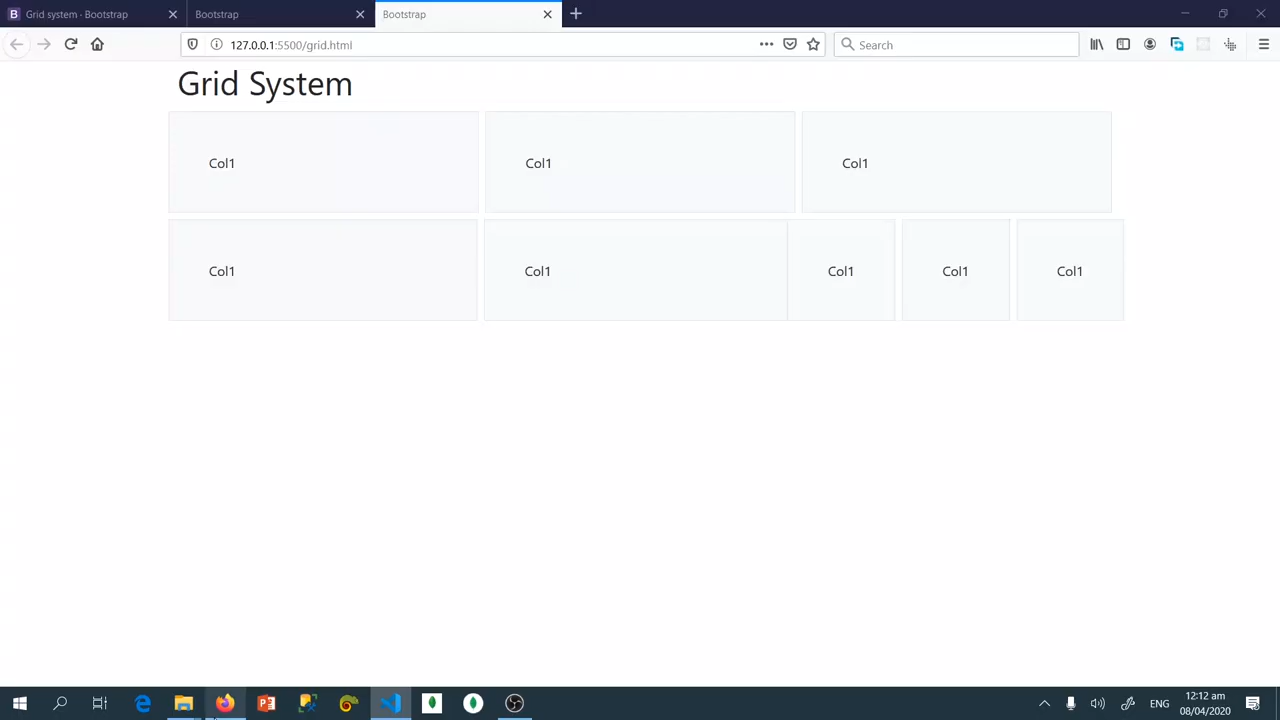 Grid system · Bootstrap
Bootstrap
Bootstrap
127.0.0.1:5500/grid.html
Search
Grid System
Col1
Col1
Col1
Col1
Col1
Col1
Col1
Col1
ENG
12:12 am
08/04/2020